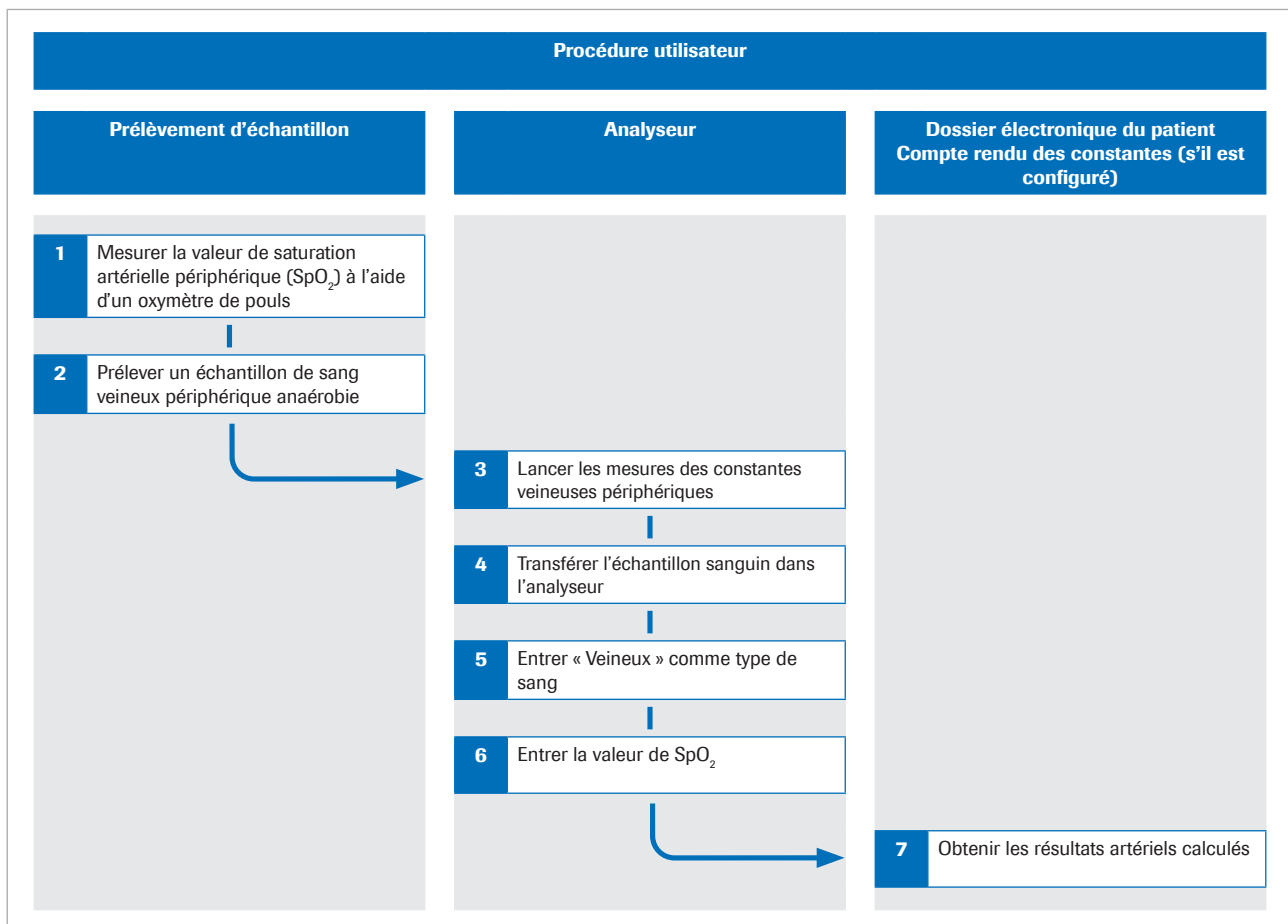 Procédure utilisateur
Prélèvement d’échantillon
Analyseur
Dossier électronique du patient
Compte rendu des constantes (s’il est
configuré)
1
Mesurer la valeur de saturation
artérielle périphérique (SpO₂) à l’aide
d’un oxymètre de pouls
2
Prélever un échantillon de sang
veineux périphérique anaérobie
3
Lancer les mesures des constantes
veineuses périphériques
4
Transférer l’échantillon sanguin dans
l’analyseur
5
Entrer « Veineux » comme type de
sang
6
Entrer la valeur de SpO₂
7
Obtenir les résultats artériels calculés